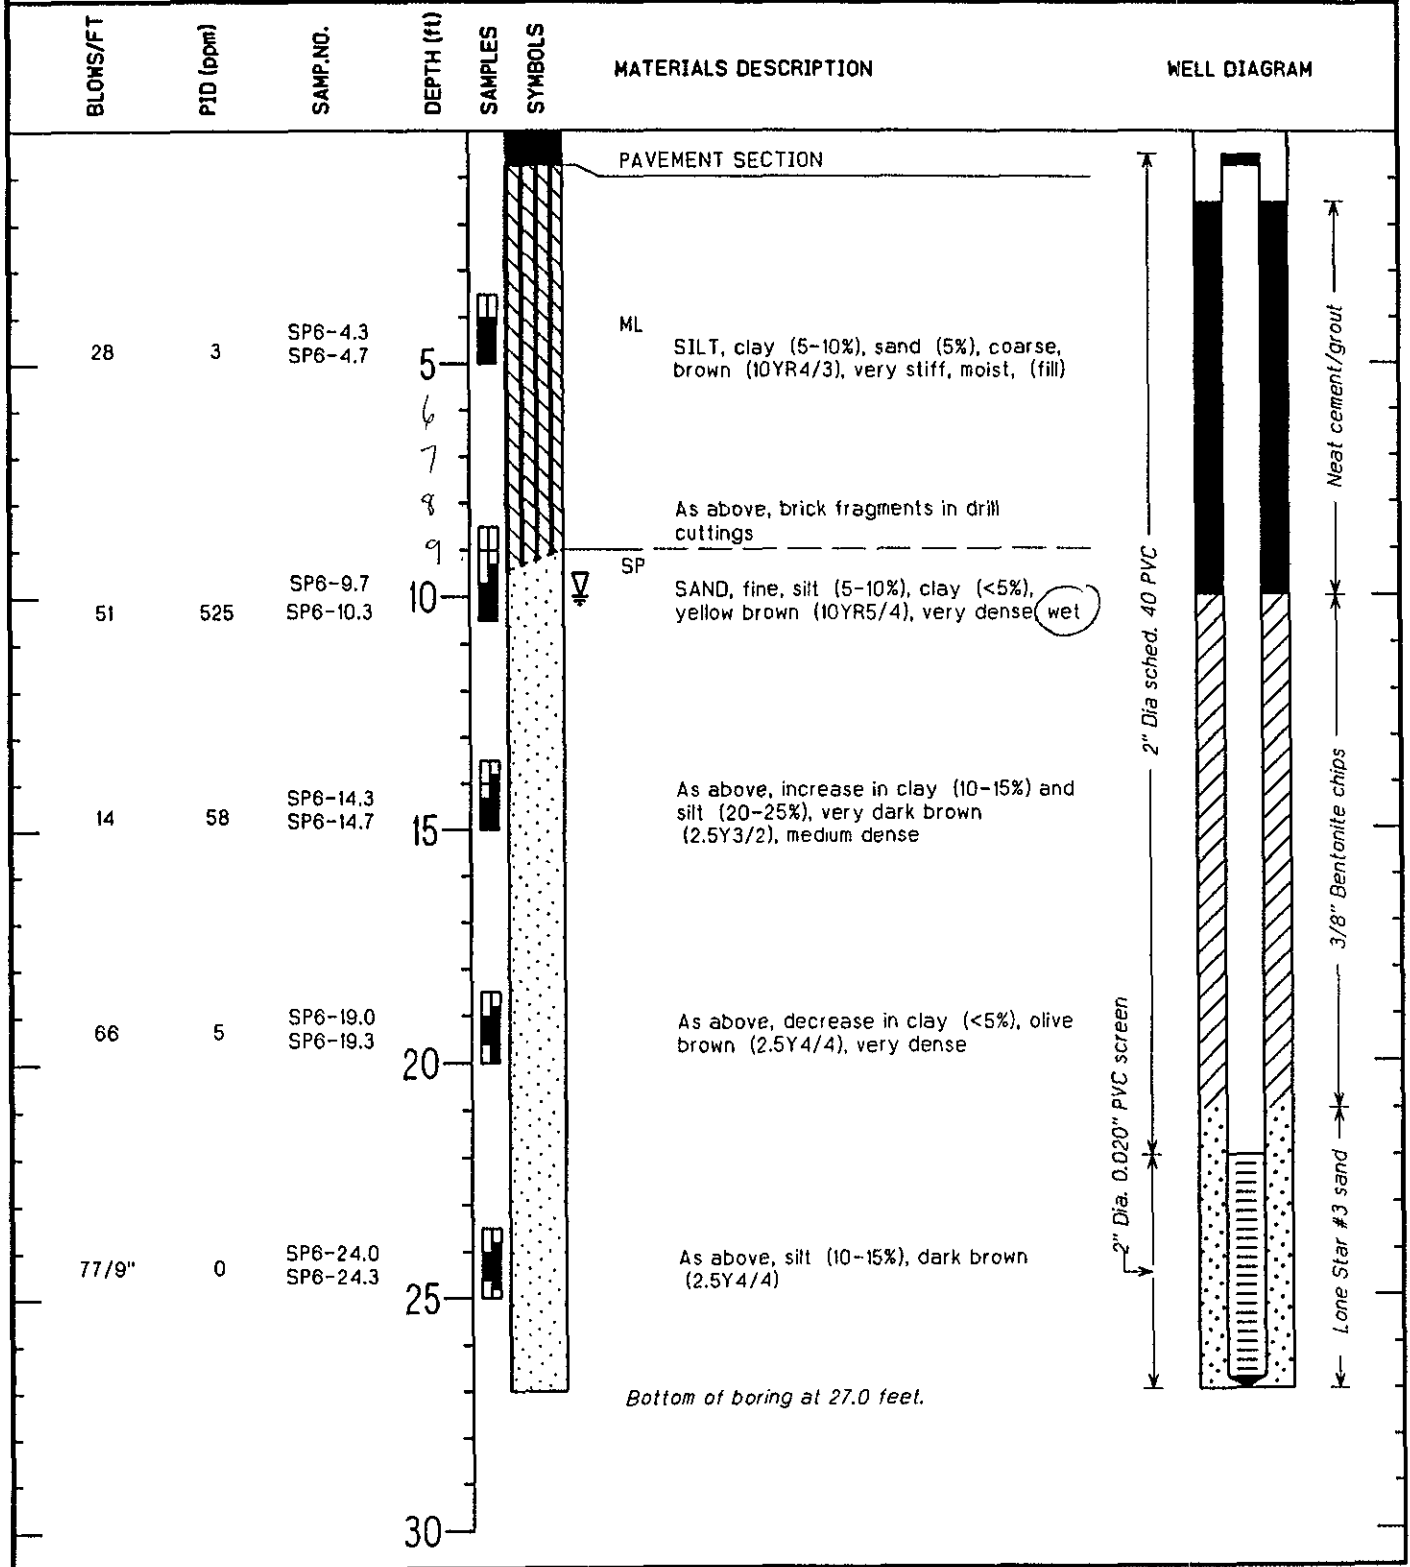 BLOWS/FT
PID (ppm)
SAMP.NO.
DEPTH (ft)
SAMPLES
SYMBOLS
MATERIALS DESCRIPTION
WELL DIAGRAM
PAVEMENT SECTION
ML
28
3
SP6-4.3
SP6-4.7
5
SILT, clay (5-10%), sand (5%), coarse,
brown (10YR4/3), very stiff, moist, (fill)
6
7
8
9
As above, brick fragments in drill
cuttings
SP
51
525
SP6-9.7
SP6-10.3
10
SAND, fine, silt (5-10%), clay (<5%),
yellow brown (10YR5/4), very dense, wet
14
58
SP6-14.3
SP6-14.7
15
As above, increase in clay (10-15%) and
silt (20-25%), very dark brown
(2.5Y3/2), medium dense
66
5
SP6-19.0
SP6-19.3
20
As above, decrease in clay (<5%), olive
brown (2.5Y4/4), very dense
77/9"
0
SP6-24.0
SP6-24.3
25
As above, silt (10-15%), dark brown
(2.5Y4/4)
Bottom of boring at 27.0 feet.
30
2" Dia sched. 40 PVC
2" Dia. 0.020" PVC screen
Neat cement/grout
3/8" Bentonite chips
Lone Star #3 sand